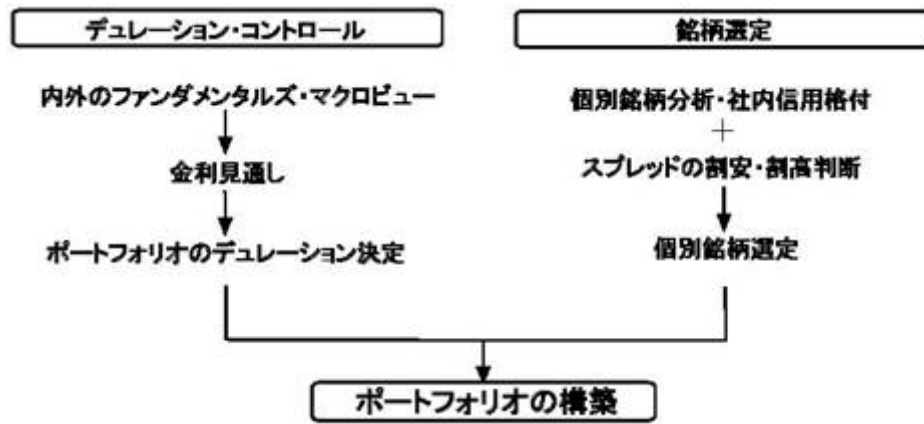 デュレーション・コントロール
内外のファンダメンタルズ・マクロビュー
金利見通し
ポートフォリオのデュレーション決定
銘柄選定
個別銘柄分析・社内信用格付
+
スプレッドの割安・割高判断
個別銘柄選定
ポートフォリオの構築